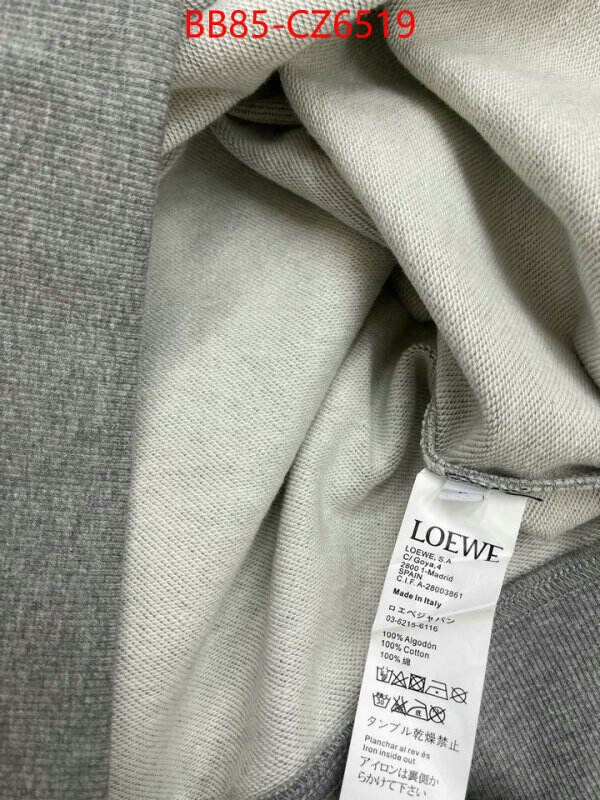 BB85-CZ6519
LOEWE
LOEWE, S.A
C/ Goya,4
28001-Madrid
SPAIN
C.I.F. A-28003861
Made in Italy
ロエベジャパン
03-6215-6116
100% Algodón
100% Cotton
100% 綿
タンブル乾燥禁止
Planchar al revés
Iron inside out
アイロンは裏側
からかけて下さい